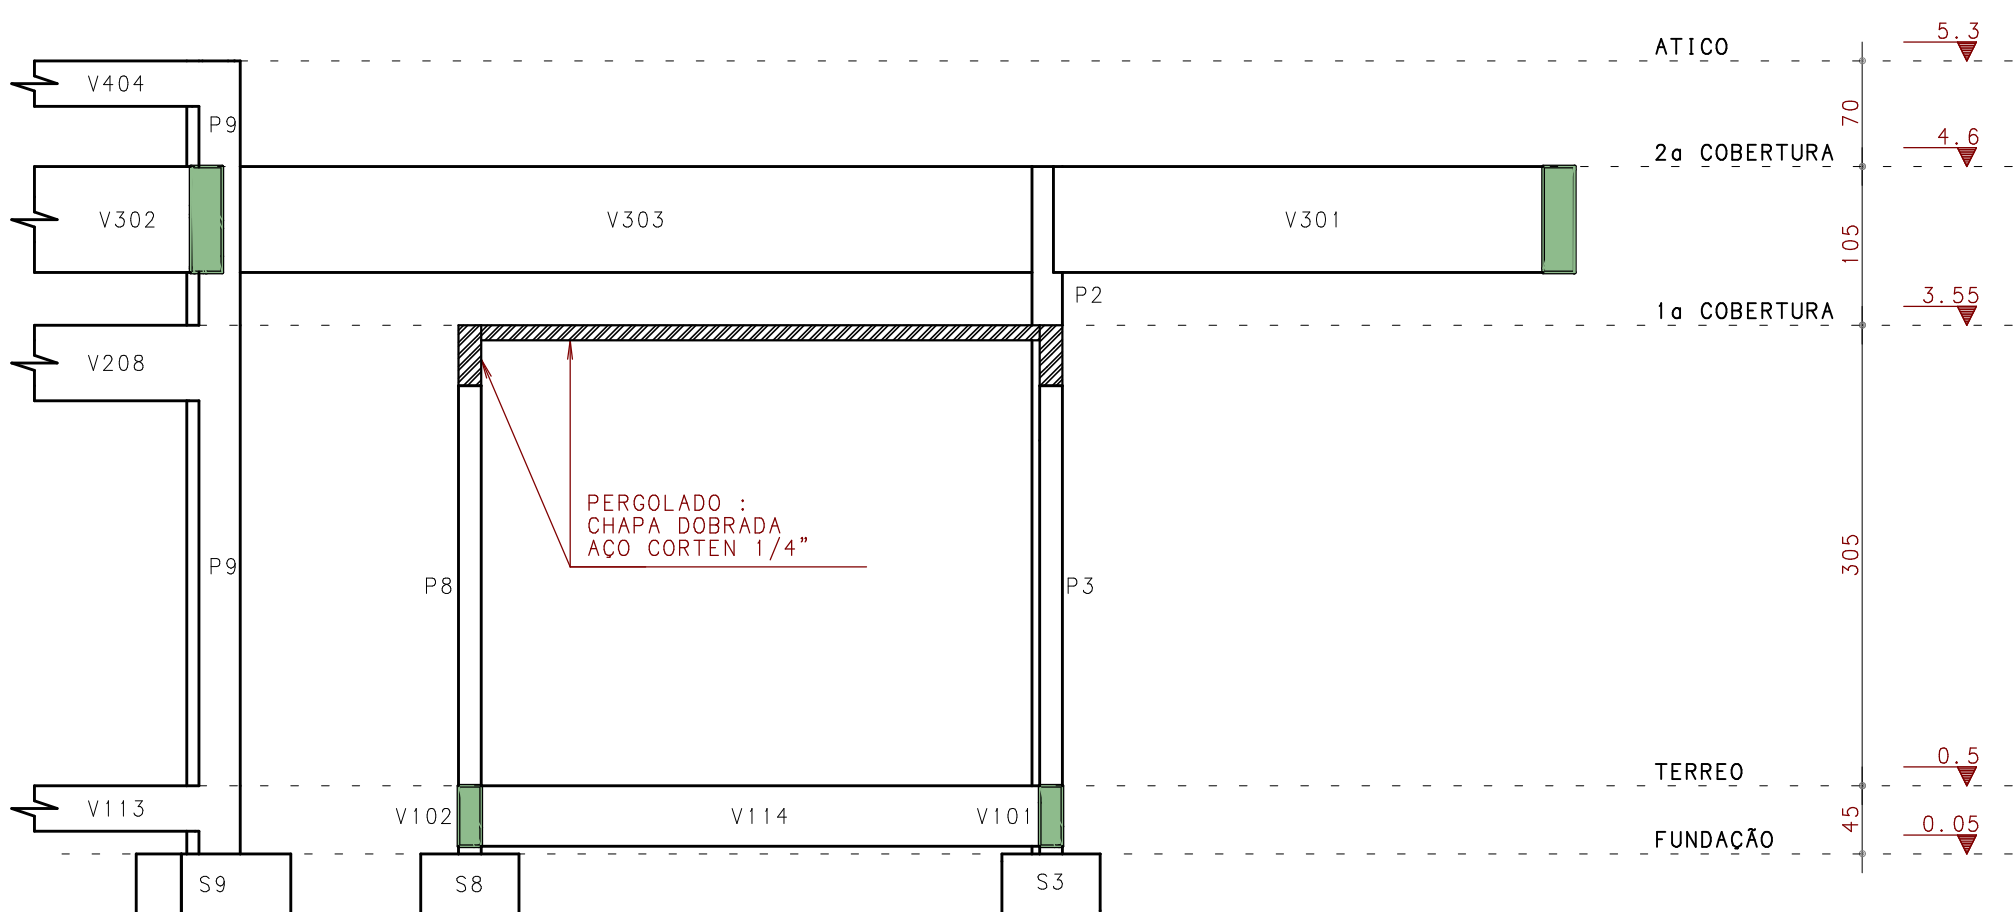 5.3
ATICO
V404
70
P9
4.6
2a COBERTURA
V302
V303
V301
105
P2
3.55
1a COBERTURA
V208
PERGOLADO :
CHAPA DOBRADA
AÇO CORTEN 1/4"
305
P9
P8
P3
0.5
TERREO
V113
V102
V114
V101
45
0.05
FUNDAÇÃO
S9
S8
S3